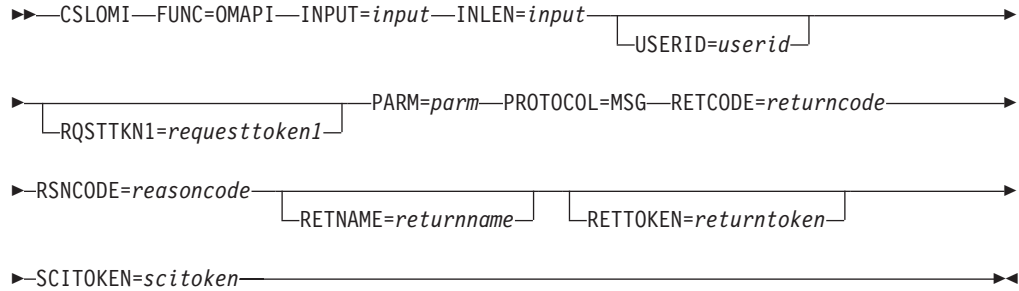 CSLOMI FUNC=OMAPI INPUT=input INLEN=input
USERID=userid
PARM=parm PROTOCOL=MSG RETCODE=returncode
RQSTTKN1=requesttoken1
RSNCODE=reasoncode
RETNAME=returnname RETTOKEN=returntoken
SCITOKEN=scitoken